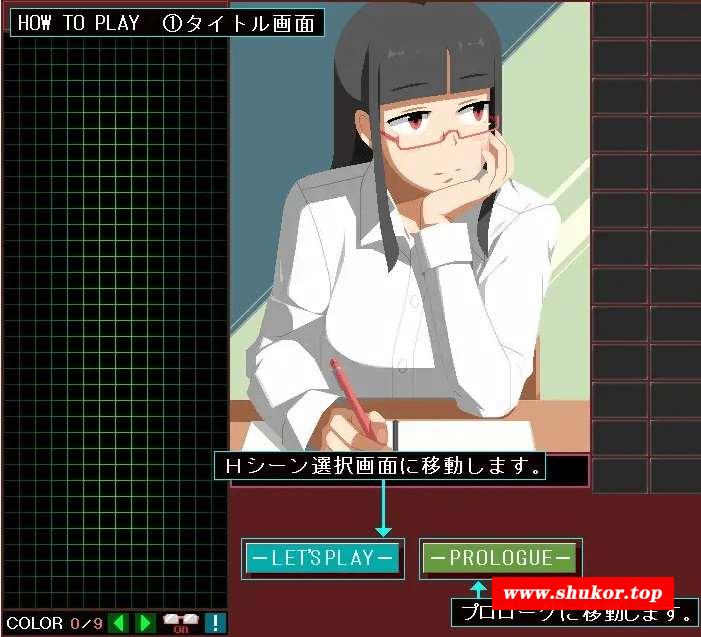 HOW TO PLAY ①タイトル画面
Hシーン選択画面に移動します。
LET'S PLAY
PROLOGUE
www.shukor.top
プロローグに移動します。
COLOR 0/9
on
!